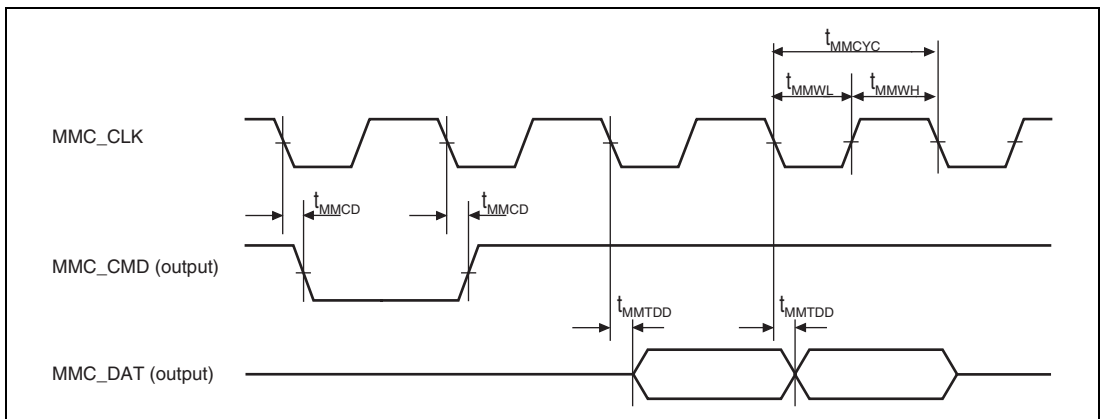 tMMCYC
tMMWL tMMWH
MMC_CLK
tMMCD tMMCD
MMC_CMD (output)
tMMTDD tMMTDD
MMC_DAT (output)